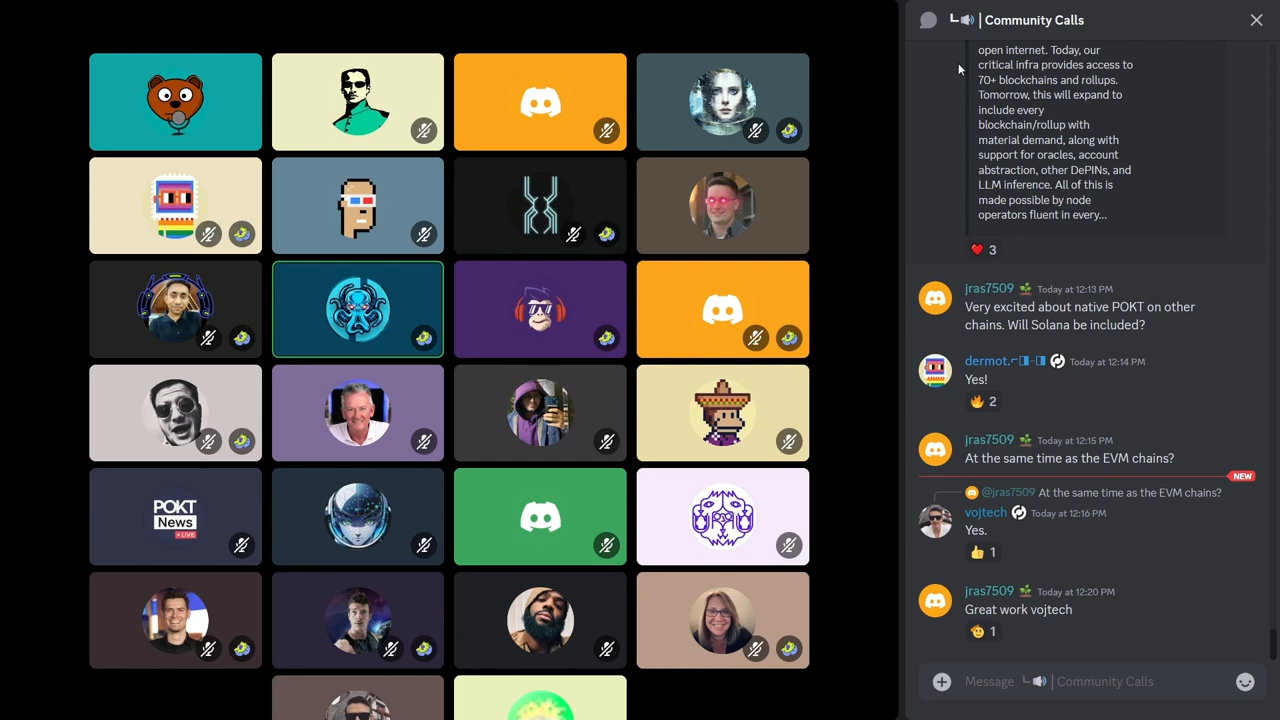 Community Calls
open internet. Today, our
critical infra provides access to
70+ blockchains and rollups.
Tomorrow, this will expand to
include every
blockchain/rollup with
material demand, along with
support for oracles, account
abstraction, other DePINs, and
LLM inference. All of this is
made possible by node
operators fluent in every...
3
jras7509 Today at 12:13 PM
Very excited about native POKT on other
chains. Will Solana be included?
dermot. Today at 12:14 PM
Yes!
2
jras7509 Today at 12:15 PM
At the same time as the EVM chains?
NEW
@jras7509 At the same time as the EVM chains?
vojtech Today at 12:16 PM
Yes.
1
jras7509 Today at 12:20 PM
Great work vojtech
1
Message Community Calls
POKT
News
LIVE